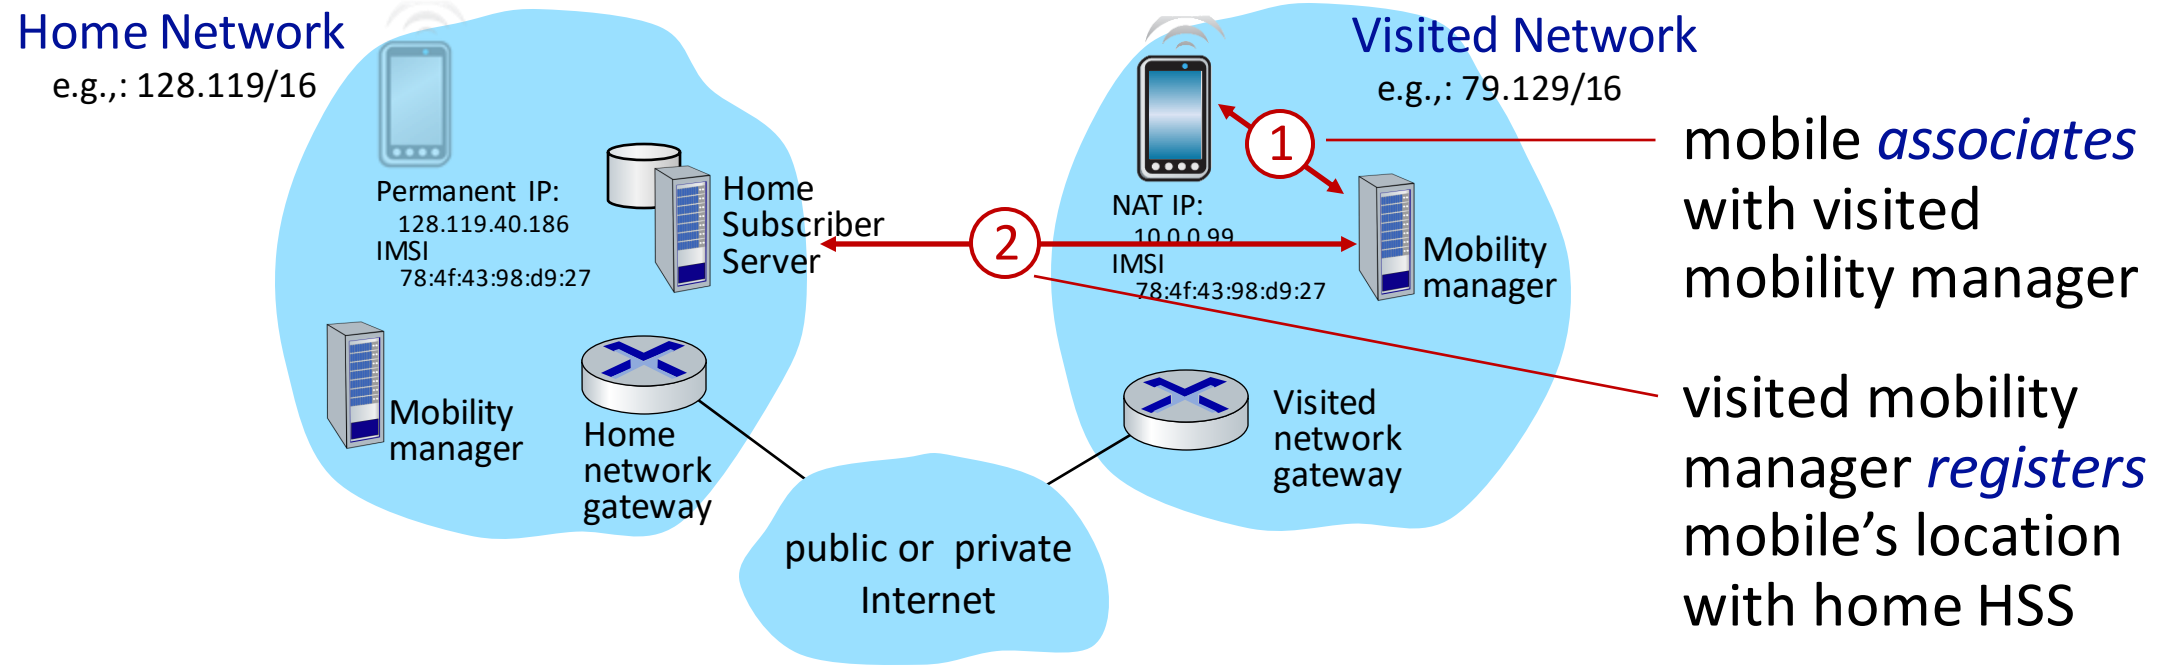 Home Network
e.g.,: 128.119/16
Permanent IP:
128.119.40.186
IMSI
78:4f:43:98:d9:27
Home
Subscriber
Server
Mobility
manager
Home
network
gateway
public or private
Internet
Visited Network
e.g.,: 79.129/16
1
2
NAT IP:
10.0.0.99
IMSI
78:4f:43:98:d9:27
Mobility
manager
Visited
network
gateway
mobile associates
with visited
mobility manager
visited mobility
manager registers
mobile’s location
with home HSS